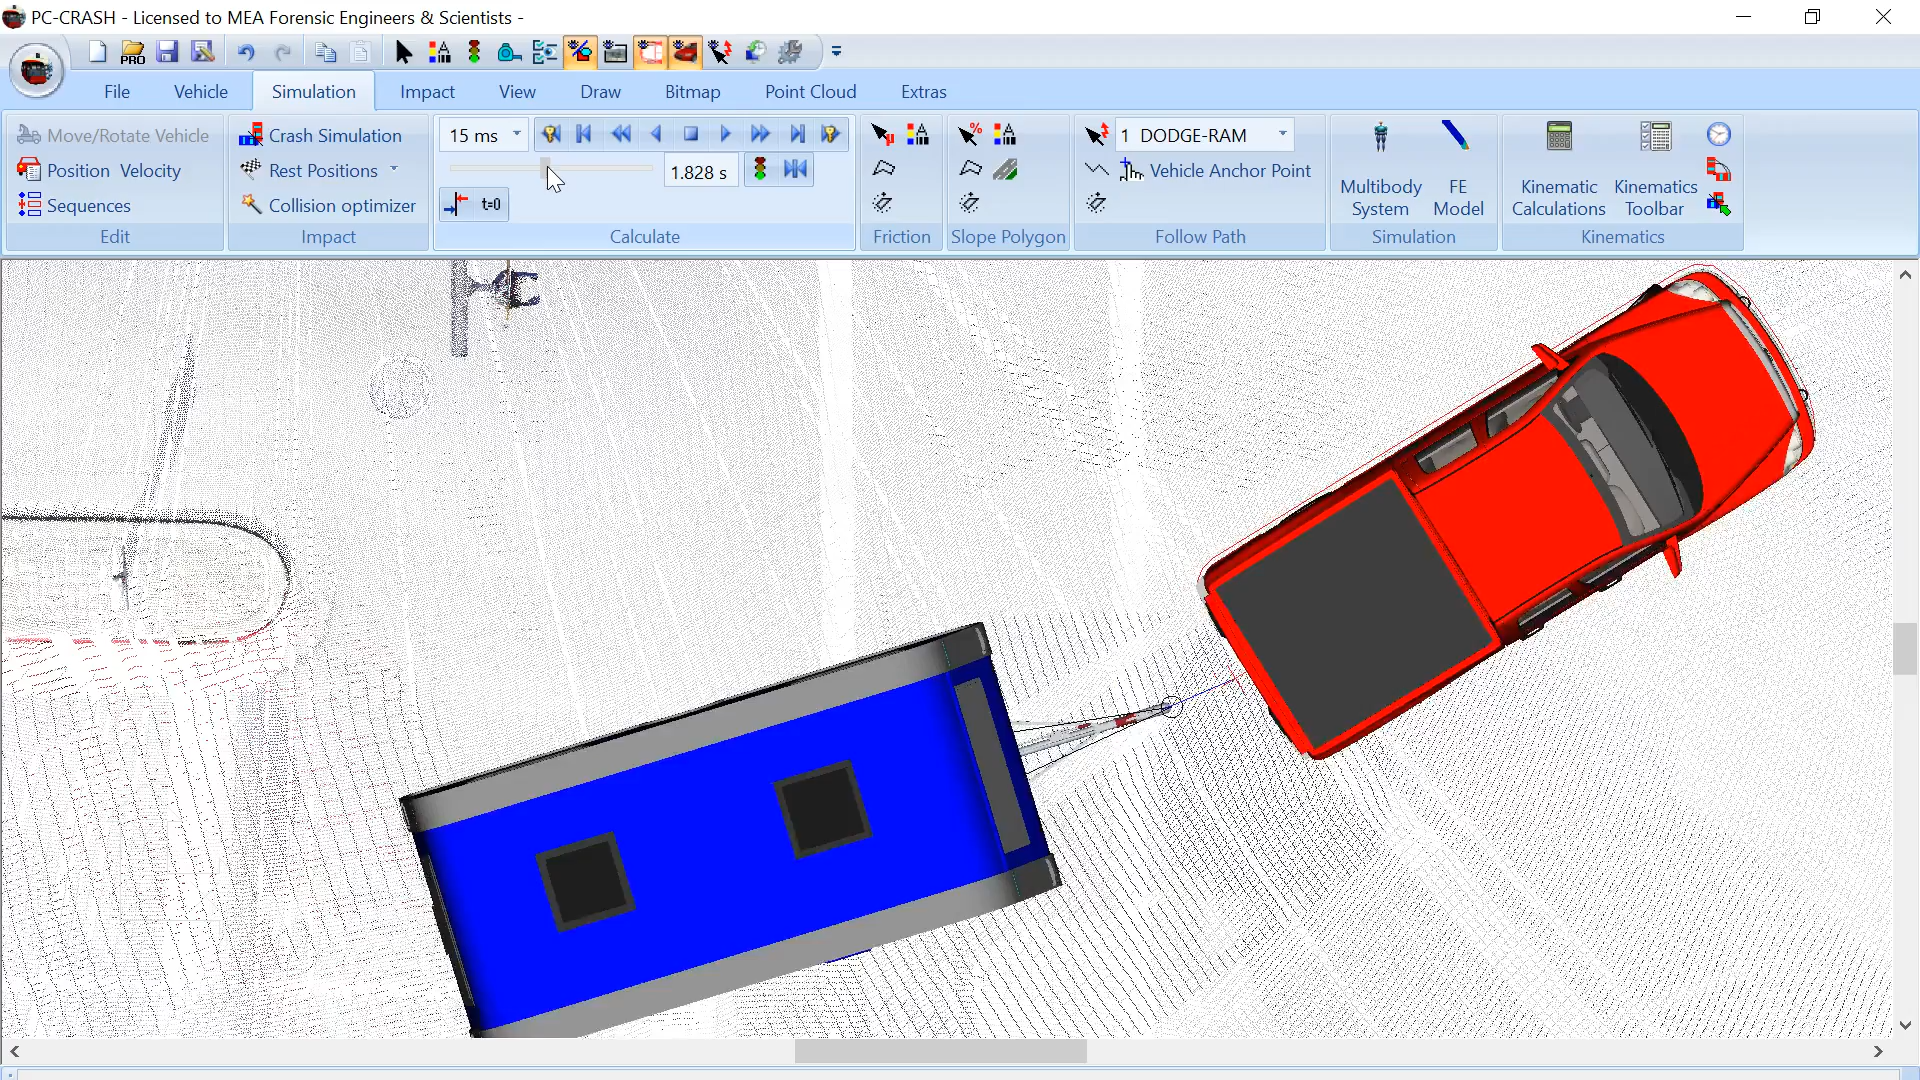 PC-CRASH - Licensed to MEA Forensic Engineers & Scientists -
PRO
File Vehicle Simulation Impact View Draw Bitmap Point Cloud Extras
Move/Rotate Vehicle
Position Velocity
Sequences
Edit
Crash Simulation
Rest Positions
Collision optimizer
Impact
15 ms
1.828 s
t=0
Calculate
Friction
Slope Polygon
1 DODGE-RAM
Vehicle Anchor Point
Follow Path
Multibody System
FE Model
Simulation
Kinematic Calculations
Kinematics Toolbar
Kinematics